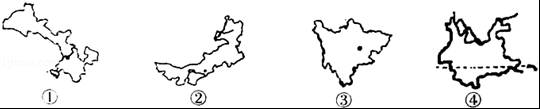 ① ② ③ ④